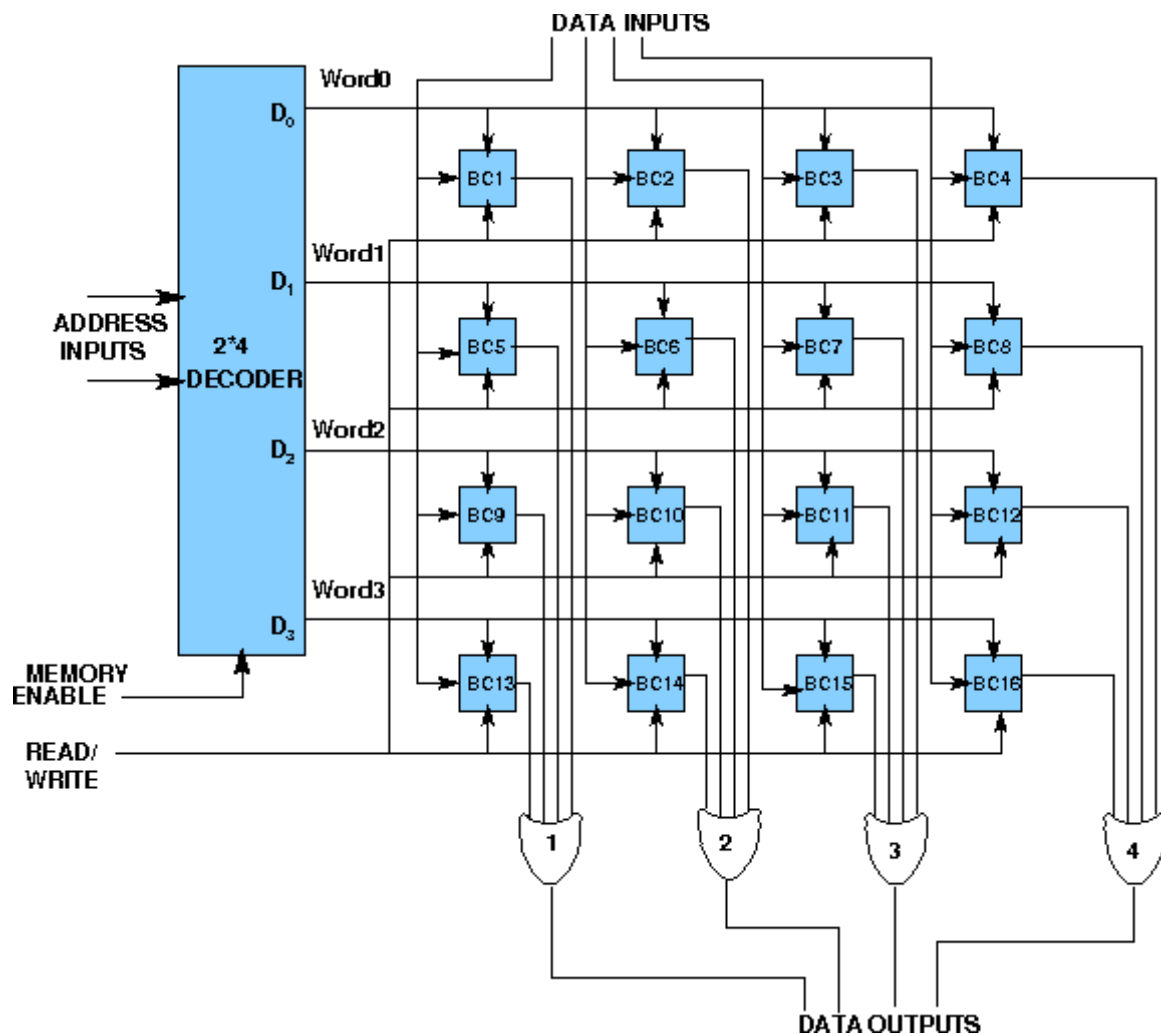 DATA INPUTS
Word0
D0
BC1 BC2 BC3 BC4
Word1
D1
ADDRESS
INPUTS
2*4
DECODER
BC5 BC6 BC7 BC8
Word2
D2
BC9 BC10 BC11 BC12
Word3
D3
MEMORY
ENABLE
BC13 BC14 BC15 BC16
READ/
WRITE
1 2 3 4
DATA OUTPUTS